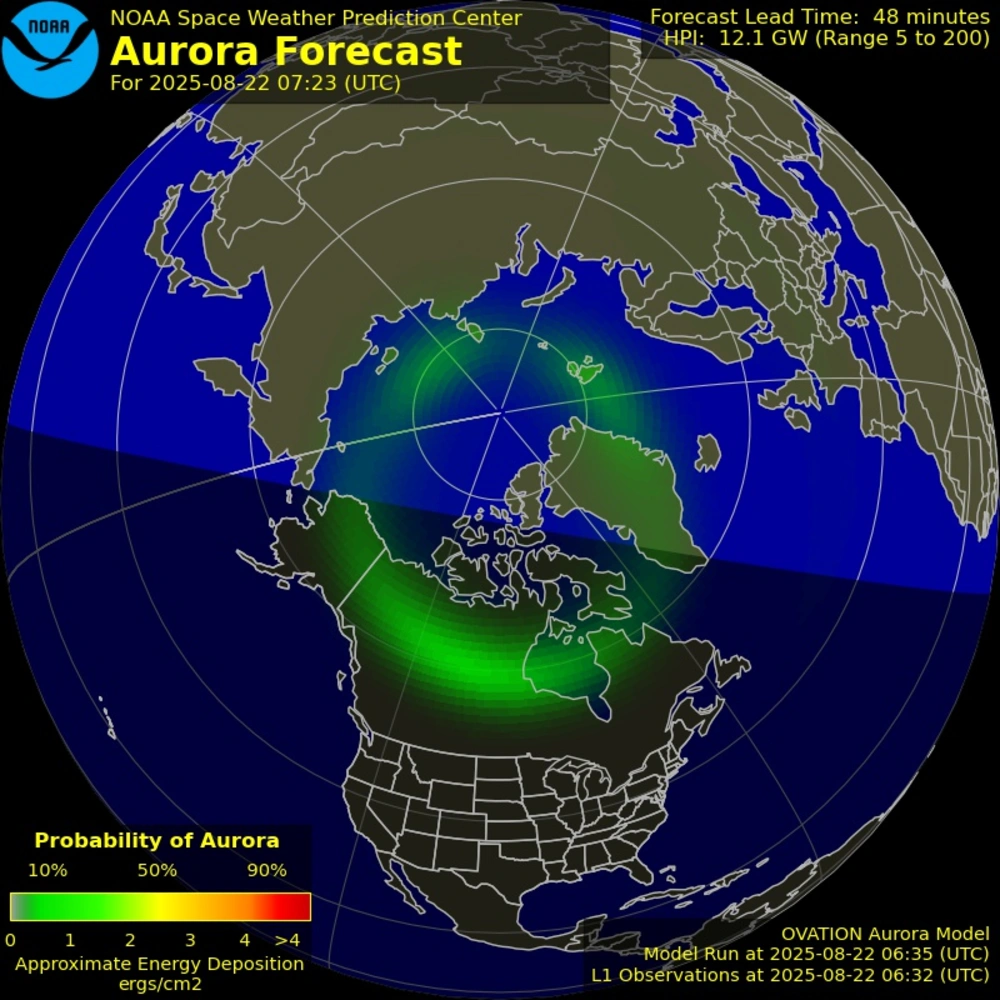 NOAA
NOAA Space Weather Prediction Center
Aurora Forecast
For 2025-08-22 07:23 (UTC)
Forecast Lead Time: 48 minutes
HPI: 12.1 GW (Range 5 to 200)
Probability of Aurora
10% 50% 90%
0 1 2 3 4 >4
Approximate Energy Deposition
ergs/cm2
OVATION Aurora Model
Model Run at 2025-08-22 06:35 (UTC)
L1 Observations at 2025-08-22 06:32 (UTC)